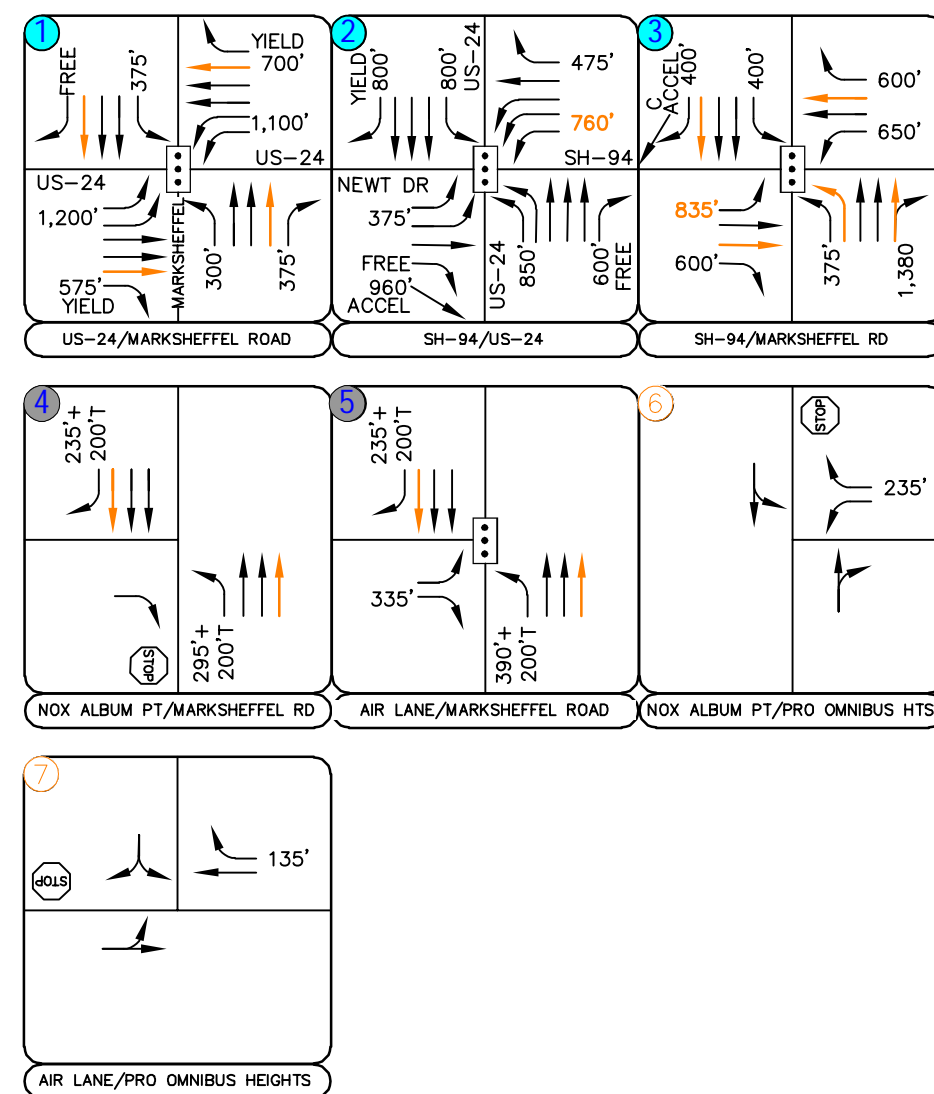 1
FREE
375'
YIELD
700'
1,100'
US-24
US-24
1,200'
575'
YIELD
MARKSHEFFEL
300'
375'
US-24/MARKSHEFFEL ROAD
2
YIELD
800'
800'
US-24
475'
760'
SH-94
NEWT DR
375'
FREE
960'
ACCEL
US-24
850'
600'
FREE
SH-94/US-24
3
C
ACCEL
400'
400'
600'
650'
835'
600'
375'
1,380
SH-94/MARKSHEFFEL RD
4
235'+
200'T
STOP
295'+
200'T
NOX ALBUM PT/MARKSHEFFEL RD
5
235'+
200'T
335'
390'+
200'T
AIR LANE/MARKSHEFFEL ROAD
6
STOP
235'
NOX ALBUM PT/PRO OMNIBUS HTS
7
STOP
135'
AIR LANE/PRO OMNIBUS HEIGHTS